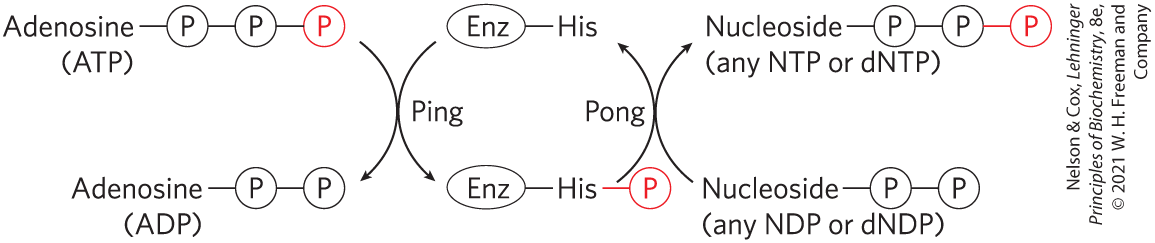 Adenosine P P P
(ATP)
Enz His
Nucleoside P P P
(any NTP or dNTP)
Ping
Pong
Adenosine P P
(ADP)
Enz His P
Nucleoside P P
(any NDP or dNDP)
Nelson & Cox, Lehninger
Principles of Biochemistry, 8e,
© 2021 W. H. Freeman and
Company